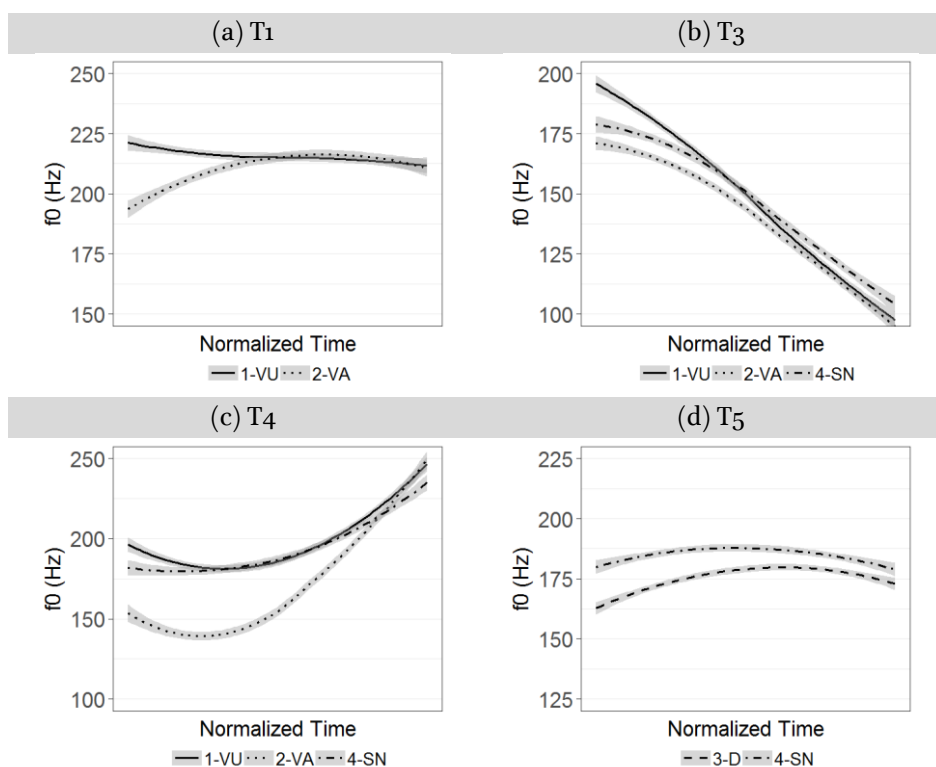 (a) T1
(b) T3
250
225
200
175
150
f0 (Hz)
Normalized Time
1-VU 2-VA
200
175
150
125
100
f0 (Hz)
Normalized Time
1-VU 2-VA 4-SN
(c) T4
(d) T5
250
200
150
100
f0 (Hz)
Normalized Time
1-VU 2-VA 4-SN
225
200
175
150
125
f0 (Hz)
Normalized Time
3-D 4-SN